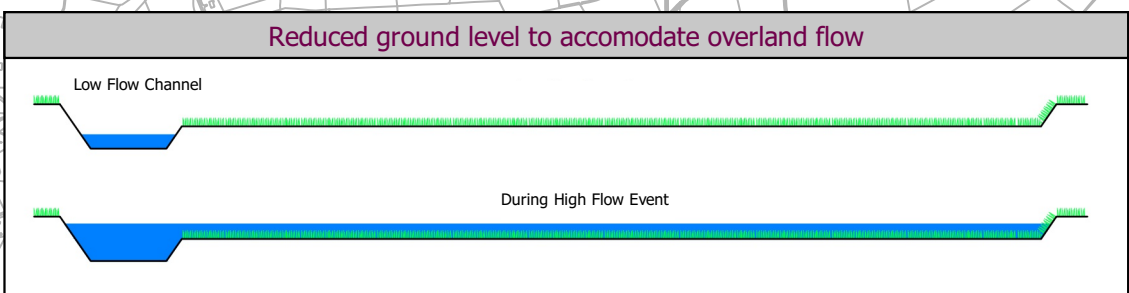 Reduced ground level to accomodate overland flow
Low Flow Channel
During High Flow Event